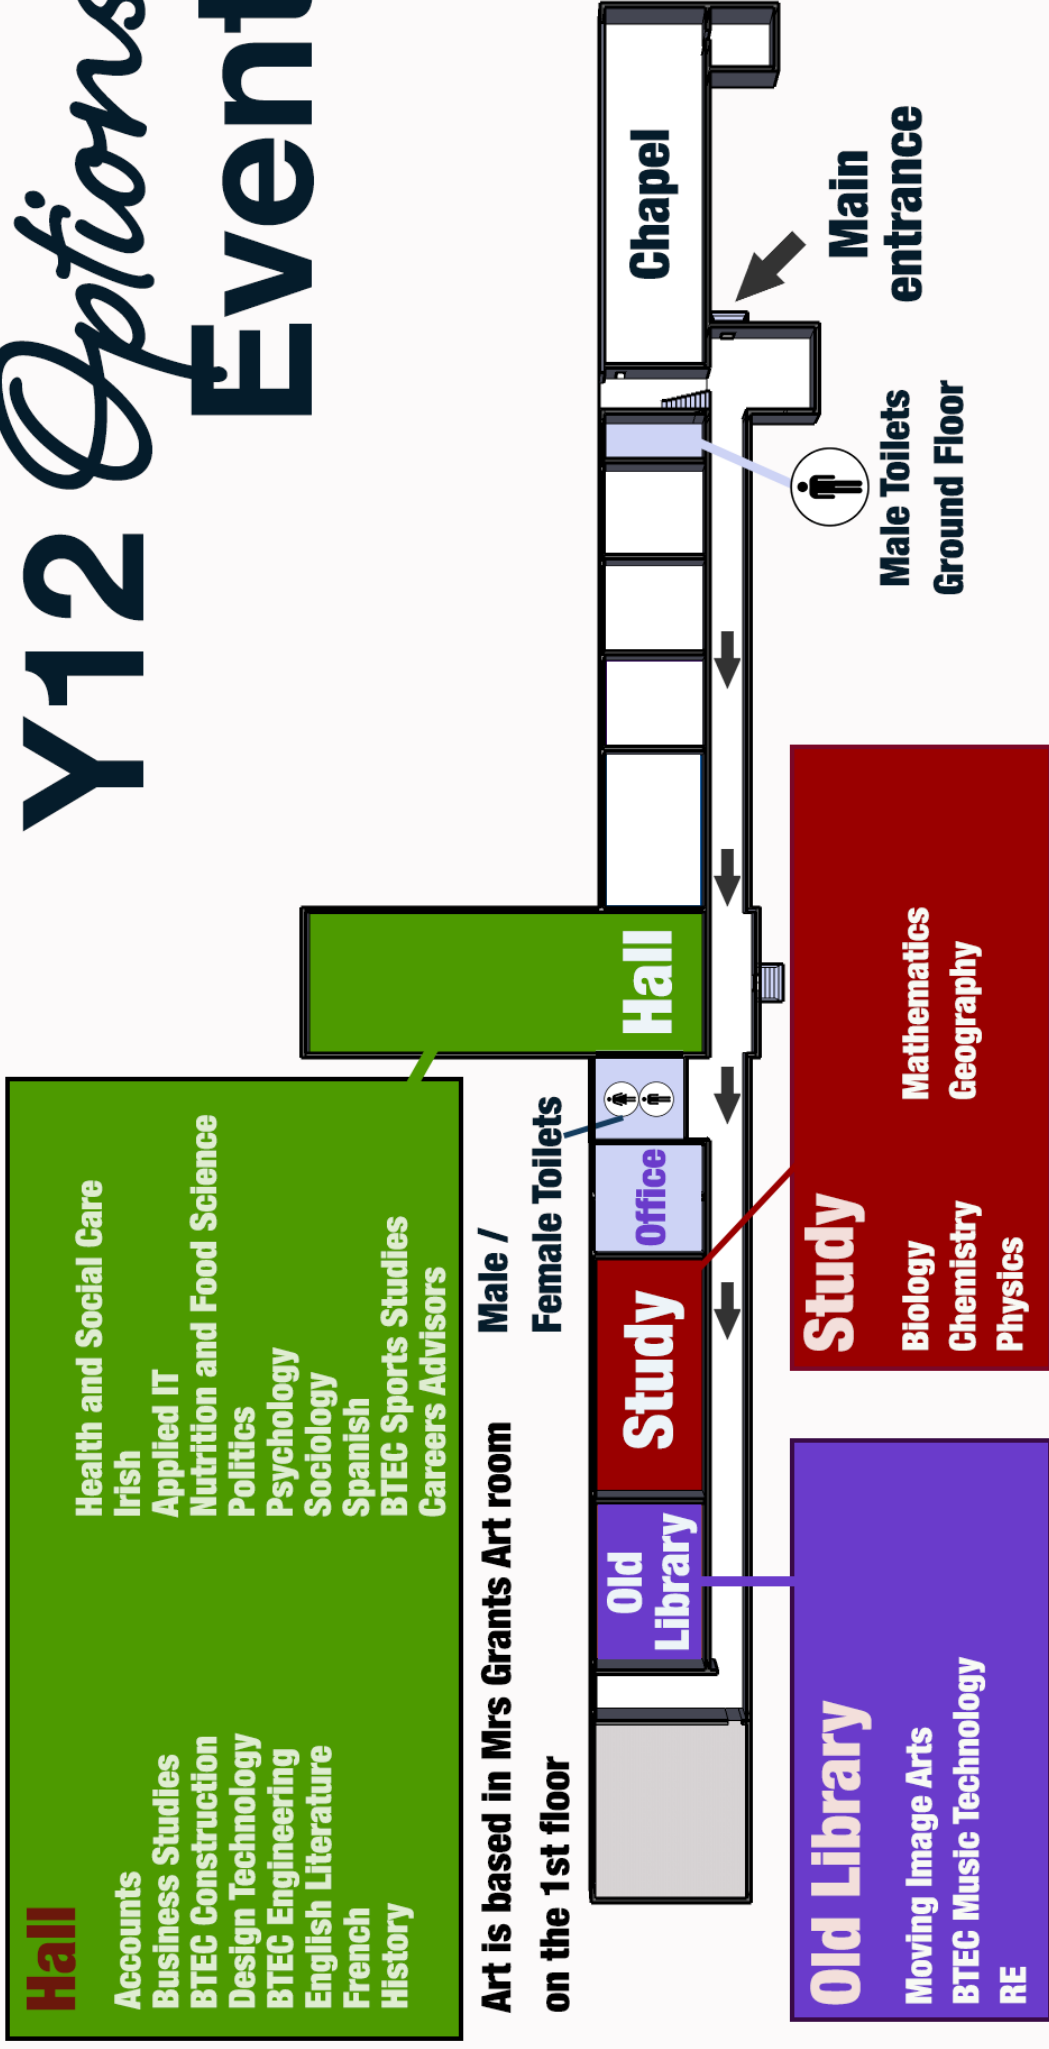 Y12 Options
Event
Hall
Accounts
Business Studies
BTEC Construction
Design Technology
BTEC Engineering
English Literature
French
History
Health and Social Care
Irish
Applied IT
Nutrition and Food Science
Politics
Psychology
Sociology
Spanish
BTEC Sports Studies
Careers Advisors
Art is based in Mrs Grants Art room
on the 1st floor
Male /
Female Toilets
Old
Library
Study
Office
Hall
Chapel
Main
entrance
Male Toilets
Ground Floor
Old Library
Moving Image Arts
BTEC Music Technology
RE
Study
Biology
Chemistry
Physics
Mathematics
Geography